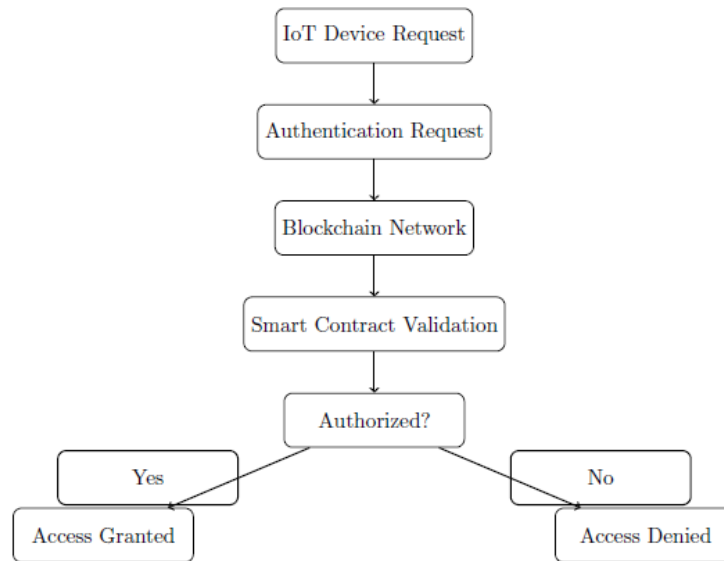 IoT Device Request
Authentication Request
Blockchain Network
Smart Contract Validation
Authorized?
Yes
No
Access Granted
Access Denied